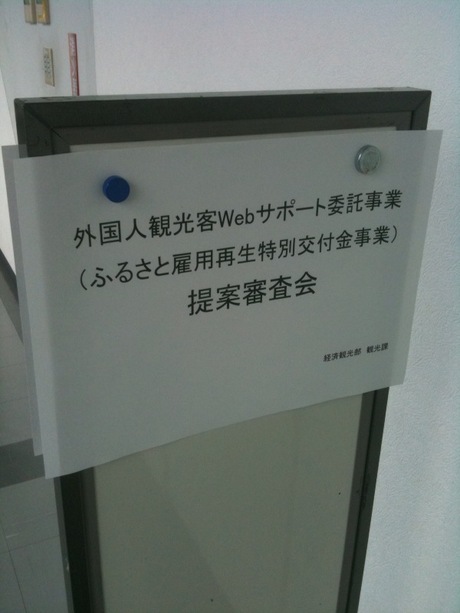 外国人観光客Webサポート委託事業
(ふるさと雇用再生特別交付金事業)
提案審査会
経済観光部 観光課